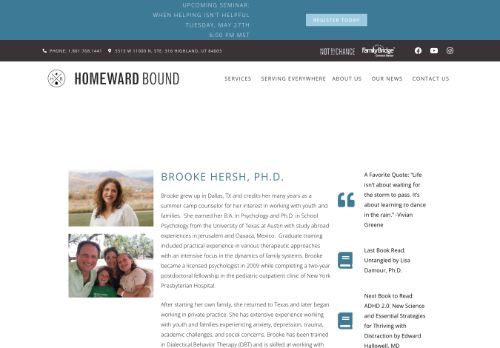 UPCOMING SEMINAR:
WHEN HELPING ISN'T HELPFUL
TUESDAY, MAY 27TH
6:00 PM MST
REGISTER TODAY
PHONE: 1.801.768.1441
5313 W 11000 N, STE. 316 HIGHLAND, UT 84003
NOT BY CHANCE
FamilyBridge
HOMEWARD BOUND
SERVICES
SERVING EVERYWHERE
ABOUT US
OUR NEWS
CONTACT US
BROOKE HERSH, PH.D.
Brooke grew up in Dallas, TX and credits her many years as a
summer camp counselor for her interest in working with youth and
families. She earned her B.A. in Psychology and Ph.D. in School
Psychology from the University of Texas at Austin with study abroad
experiences in Jerusalem and Oaxaca, Mexico. Graduate training
included practical experience in various therapeutic approaches
with an intensive focus in the dynamics of family systems. Brooke
became a licensed psychologist in 2009 while completing a two-year
postdoctoral fellowship in the pediatric outpatient clinic of New York
Presbyterian Hospital.
After starting her own family, she returned to Texas and later began
working in private practice. She has extensive experience working
with youth and families experiencing anxiety, depression, trauma,
academic challenges, and social concerns. Brooke has been trained
in Dialectical Behavior Therapy (DBT) and is skilled at working with
A Favorite Quote: "Life
isn't about waiting for
the storm to pass. It's
about learning to dance
in the rain." -Vivian
Greene
Last Book Read:
Untangled by Lisa
Damour, Ph.D.
Next Book to Read:
ADHD 2.0: New Science
and Essential Strategies
for Thriving with
Distraction by Edward
Hallowell, MD